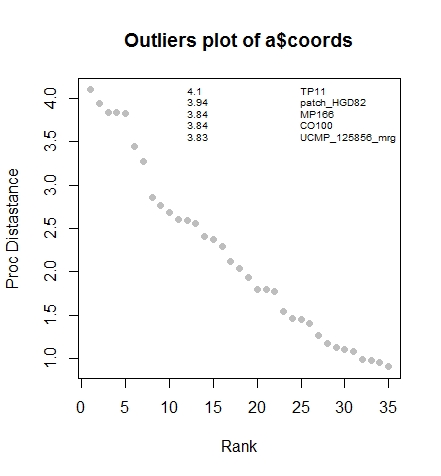 Outliers plot of a$coords
4.1 TP11
3.94 patch_HGD82
3.84 MP166
3.84 CO100
3.83 UCMP_125856_mrg
4.0
3.5
3.0
2.5
2.0
1.5
1.0
Proc Distastance
0 5 10 15 20 25 30 35
Rank